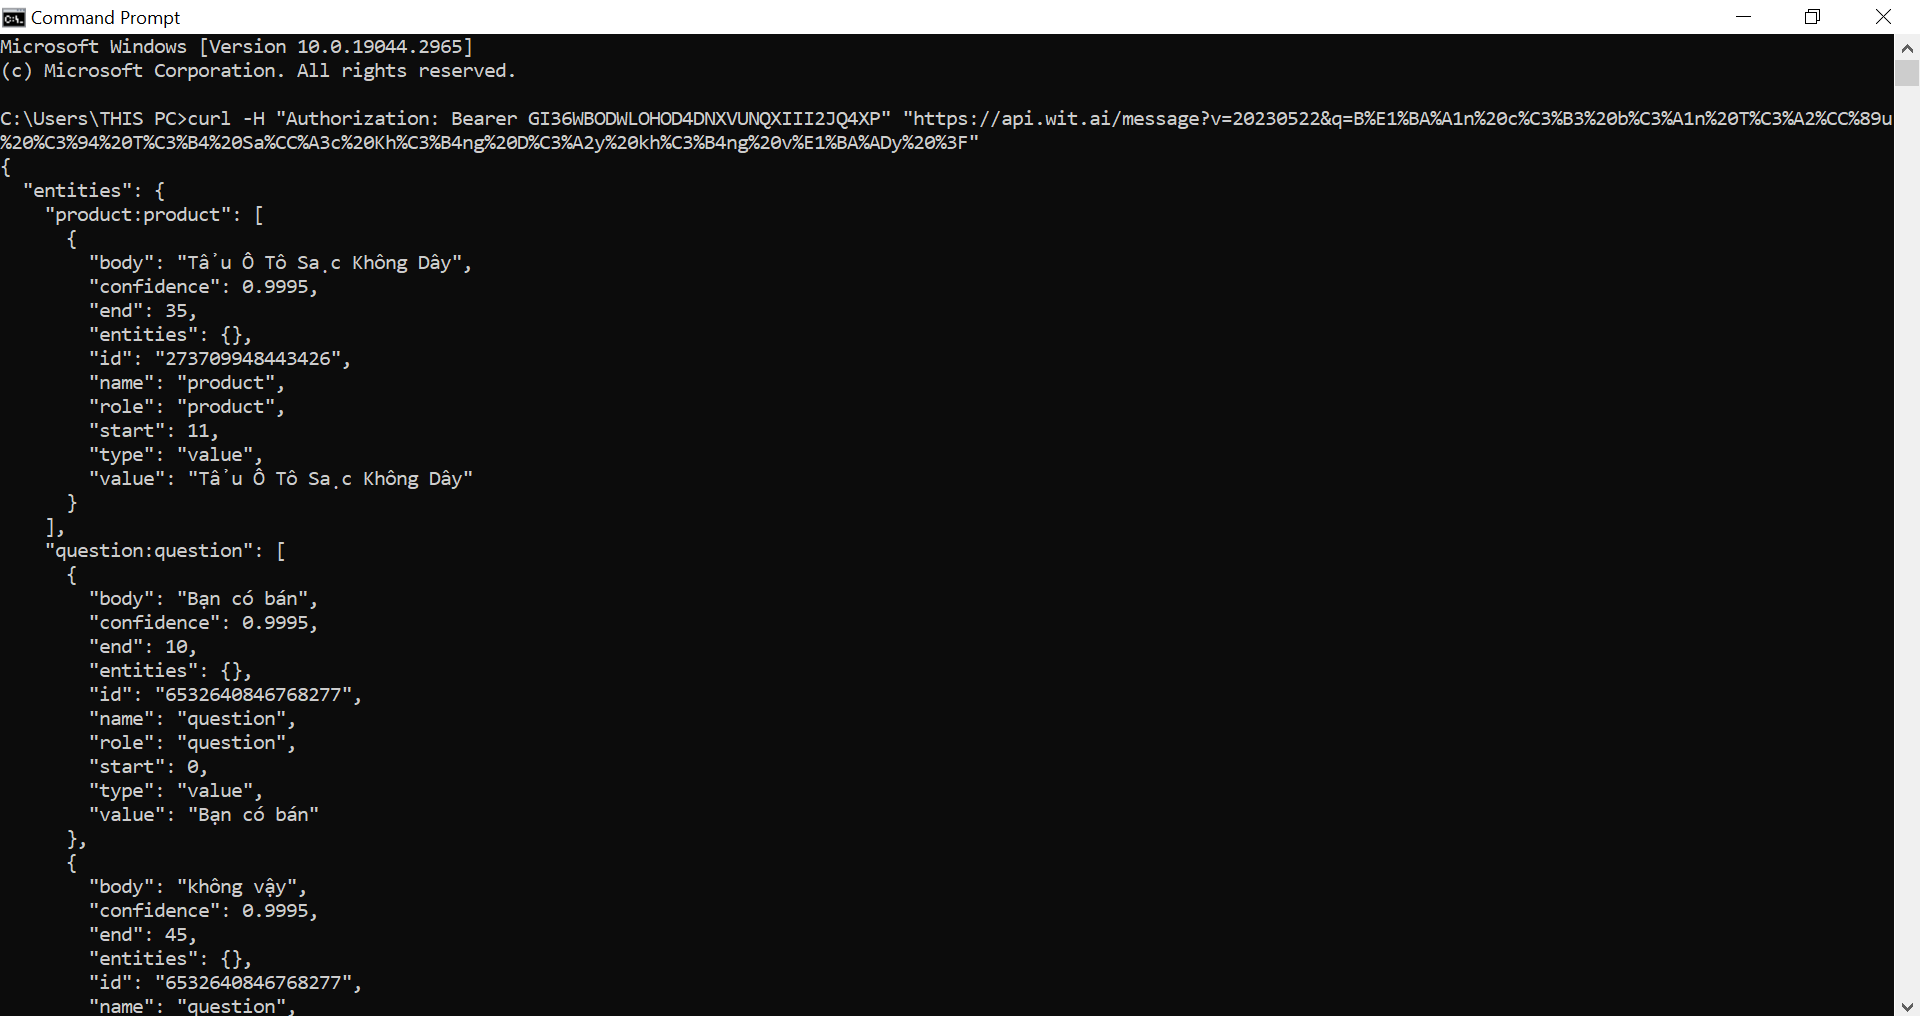 Command Prompt
Microsoft Windows [Version 10.0.19044.2965]
(c) Microsoft Corporation. All rights reserved.
C:\Users\THIS PC>curl -H "Authorization: Bearer GI36WBODWLOHOD4DNXVUNQXIII2JQ4XP" "https://api.wit.ai/message?v=20230522&q=B%E1%BA%A1n%20c%C3%B3%20b%C3%A1n%20T%C3%A2%CC%89u
%20%C3%94%20T%C3%B4%20Sa%CC%A3c%20Kh%C3%B4ng%20D%C3%A2y%20kh%C3%B4ng%20v%E1%BA%ADy%20%3F"
{
  "entities": {
    "product:product": [
      {
        "body": "Tẩu Ô Tô Sạc Không Dây",
        "confidence": 0.9995,
        "end": 35,
        "entities": {},
        "id": "273709948443426",
        "name": "product",
        "role": "product",
        "start": 11,
        "type": "value",
        "value": "Tẩu Ô Tô Sạc Không Dây"
      }
    ],
    "question:question": [
      {
        "body": "Bạn có bán",
        "confidence": 0.9995,
        "end": 10,
        "entities": {},
        "id": "6532640846768277",
        "name": "question",
        "role": "question",
        "start": 0,
        "type": "value",
        "value": "Bạn có bán"
      },
      {
        "body": "không vậy",
        "confidence": 0.9995,
        "end": 45,
        "entities": {},
        "id": "6532640846768277",
        "name": "question",